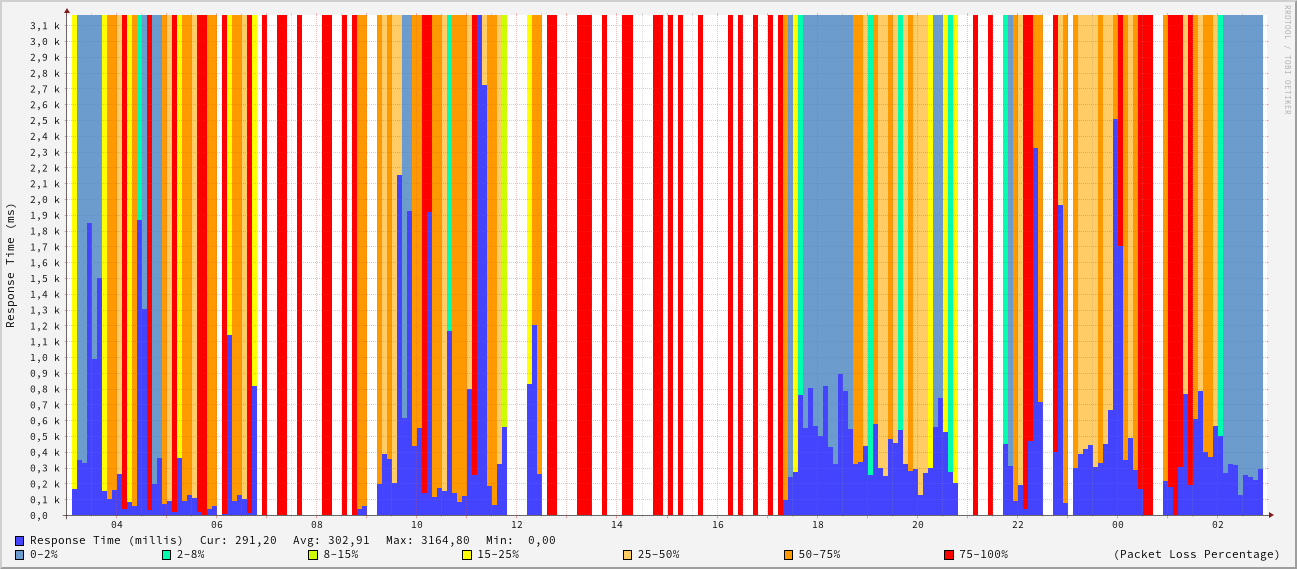 RRDTOOL / TOBI OETIKER
Response Time (ms)
3,1 k
3,0 k
2,9 k
2,8 k
2,7 k
2,6 k
2,5 k
2,4 k
2,3 k
2,2 k
2,1 k
2,0 k
1,9 k
1,8 k
1,7 k
1,6 k
1,5 k
1,4 k
1,3 k
1,2 k
1,1 k
1,0 k
0,9 k
0,8 k
0,7 k
0,6 k
0,5 k
0,4 k
0,3 k
0,2 k
0,1 k
0,0
04 06 08 10 12 14 16 18 20 22 00 02
Response Time (millis) Cur: 291,20 Avg: 302,91 Max: 3164,80 Min: 0,00
0-2% 2-8% 8-15% 15-25% 25-50% 50-75% 75-100% (Packet Loss Percentage)